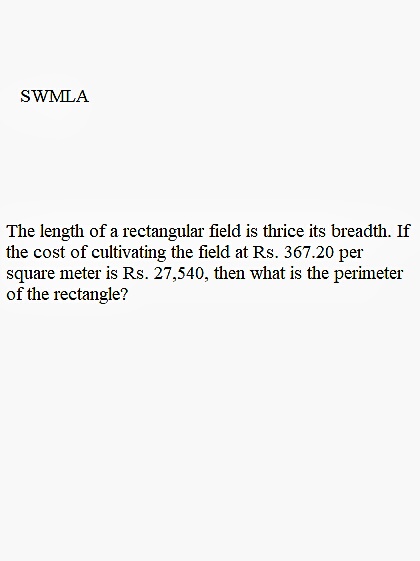 SWMLA
The length of a rectangular field is thrice its breadth. If
the cost of cultivating the field at Rs. 367.20 per
square meter is Rs. 27,540, then what is the perimeter
of the rectangle?